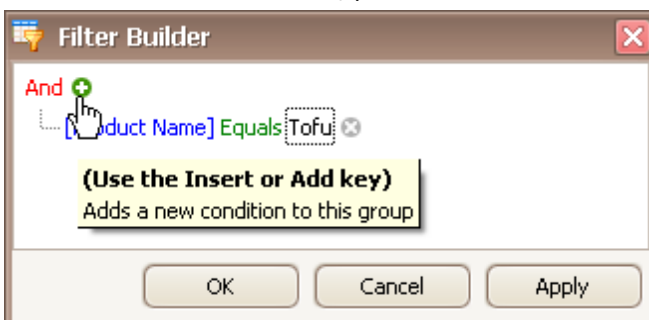 Filter Builder
And
duct Name] Equals Tofu
(Use the Insert or Add key)
Adds a new condition to this group
OK Cancel Apply